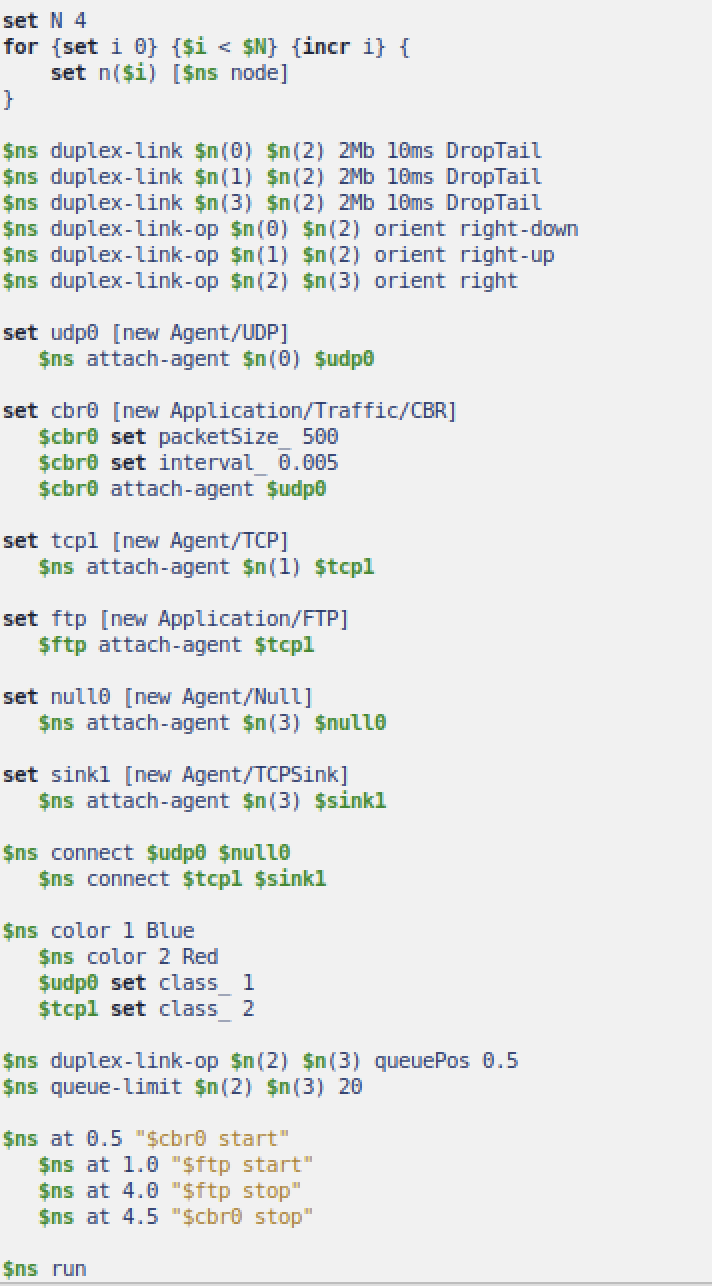 set N 4
for {set i 0} {$i < $N} {incr i} {
    set n($i) [$ns node]
}

$ns duplex-link $n(0) $n(2) 2Mb 10ms DropTail
$ns duplex-link $n(1) $n(2) 2Mb 10ms DropTail
$ns duplex-link $n(3) $n(2) 2Mb 10ms DropTail
$ns duplex-link-op $n(0) $n(2) orient right-down
$ns duplex-link-op $n(1) $n(2) orient right-up
$ns duplex-link-op $n(2) $n(3) orient right

set udp0 [new Agent/UDP]
   $ns attach-agent $n(0) $udp0

set cbr0 [new Application/Traffic/CBR]
   $cbr0 set packetSize_ 500
   $cbr0 set interval_ 0.005
   $cbr0 attach-agent $udp0

set tcp1 [new Agent/TCP]
   $ns attach-agent $n(1) $tcp1

set ftp [new Application/FTP]
   $ftp attach-agent $tcp1

set null0 [new Agent/Null]
   $ns attach-agent $n(3) $null0

set sink1 [new Agent/TCPSink]
   $ns attach-agent $n(3) $sink1

$ns connect $udp0 $null0
   $ns connect $tcp1 $sink1

$ns color 1 Blue
   $ns color 2 Red
   $udp0 set class_ 1
   $tcp1 set class_ 2

$ns duplex-link-op $n(2) $n(3) queuePos 0.5
$ns queue-limit $n(2) $n(3) 20

$ns at 0.5 "$cbr0 start"
   $ns at 1.0 "$ftp start"
   $ns at 4.0 "$ftp stop"
   $ns at 4.5 "$cbr0 stop"

$ns run